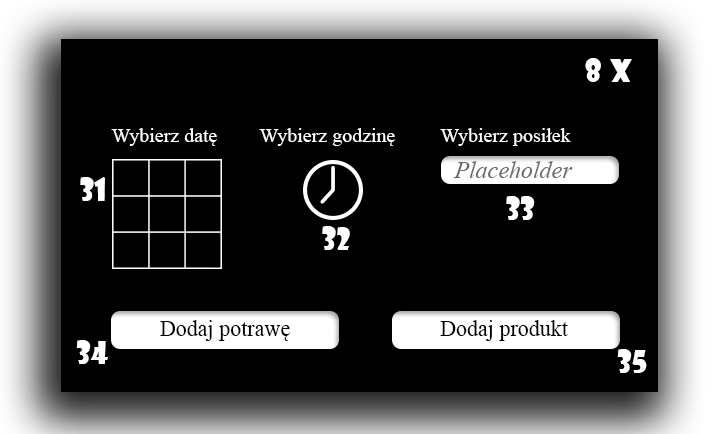 8 X
Wybierz datę
Wybierz godzinę
Wybierz posiłek
31
Placeholder
32
33
Dodaj potrawę
Dodaj produkt
34
35